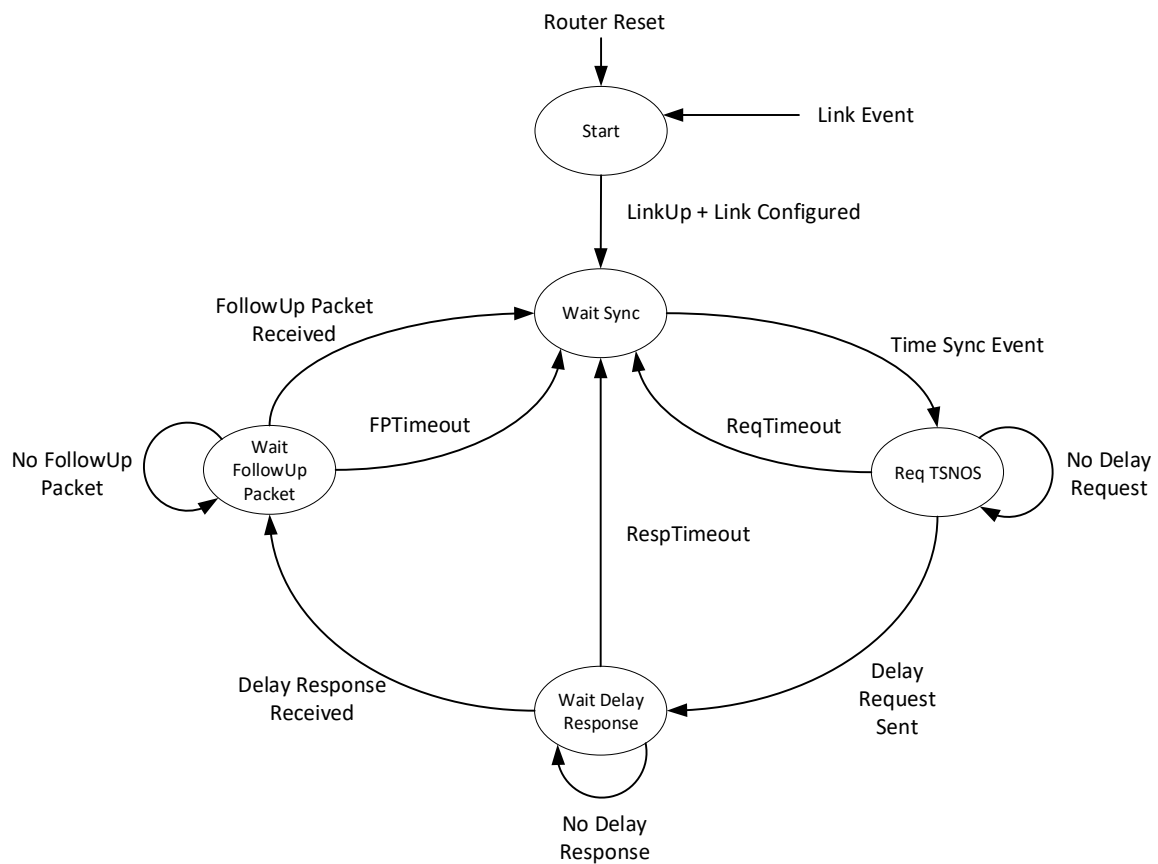 Router Reset
Start
Link Event
LinkUp + Link Configured
FollowUp Packet
Received
Wait Sync
Time Sync Event
FPTimeout
ReqTimeout
No FollowUp
Packet
Wait
FollowUp
Packet
Req TSNOS
No Delay
Request
RespTimeout
Delay Response
Received
Wait Delay
Response
Delay
Request
Sent
No Delay
Response